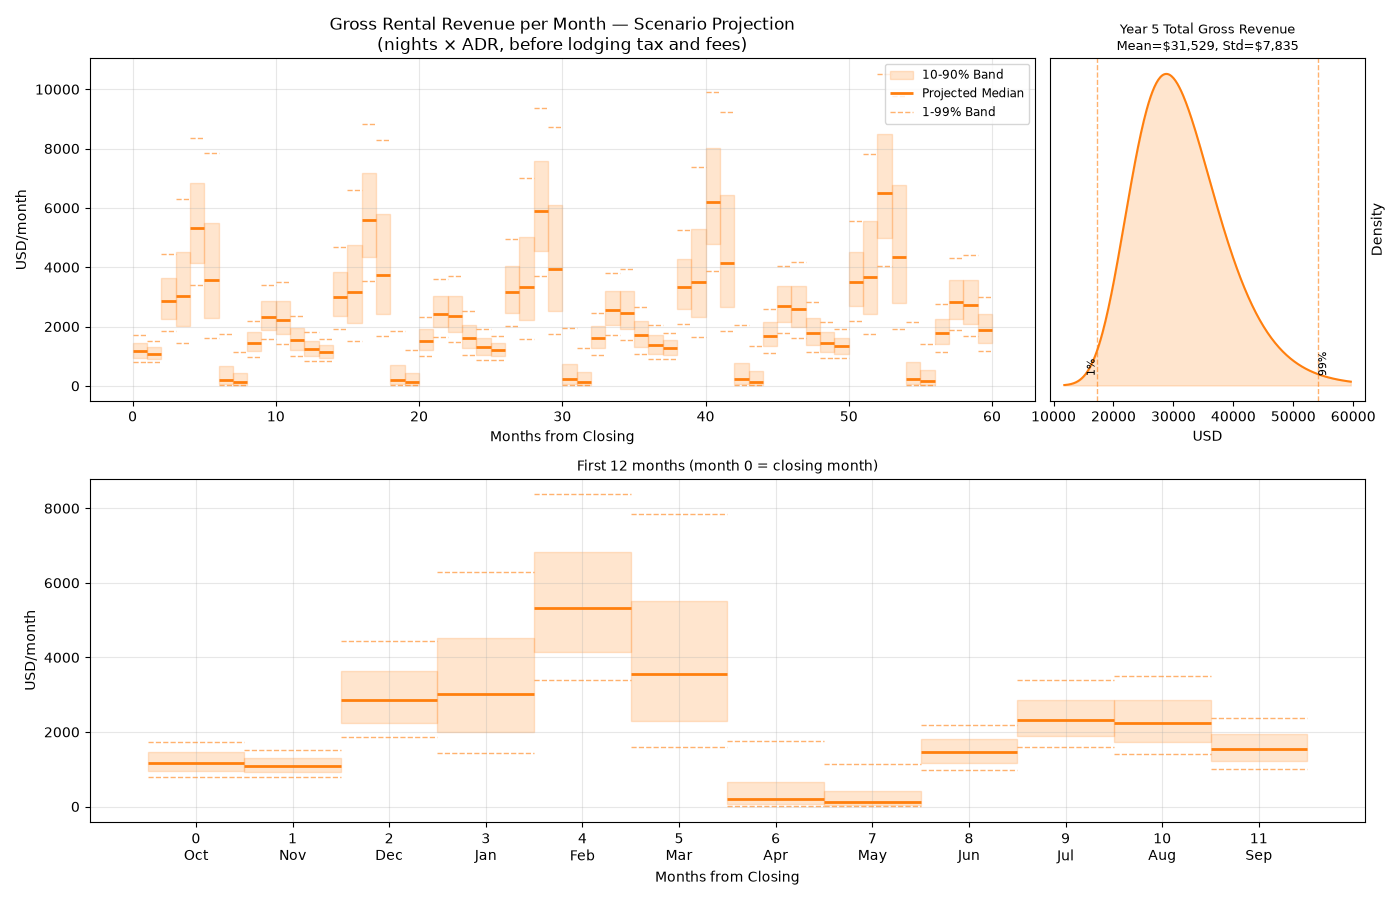 Gross Rental Revenue per Month — Scenario Projection
(nights × ADR, before lodging tax and fees)
10-90% Band
Projected Median
1-99% Band
USD/month
10000
8000
6000
4000
2000
0
0
10
20
30
40
50
60
Months from Closing
Year 5 Total Gross Revenue
Mean=$31,529, Std=$7,835
1%
99%
Density
10000
20000
30000
40000
50000
60000
USD
First 12 months (month 0 = closing month)
USD/month
8000
6000
4000
2000
0
0 1 2 3 4 5 6 7 8 9 10 11
Oct Nov Dec Jan Feb Mar Apr May Jun Jul Aug Sep
Months from Closing